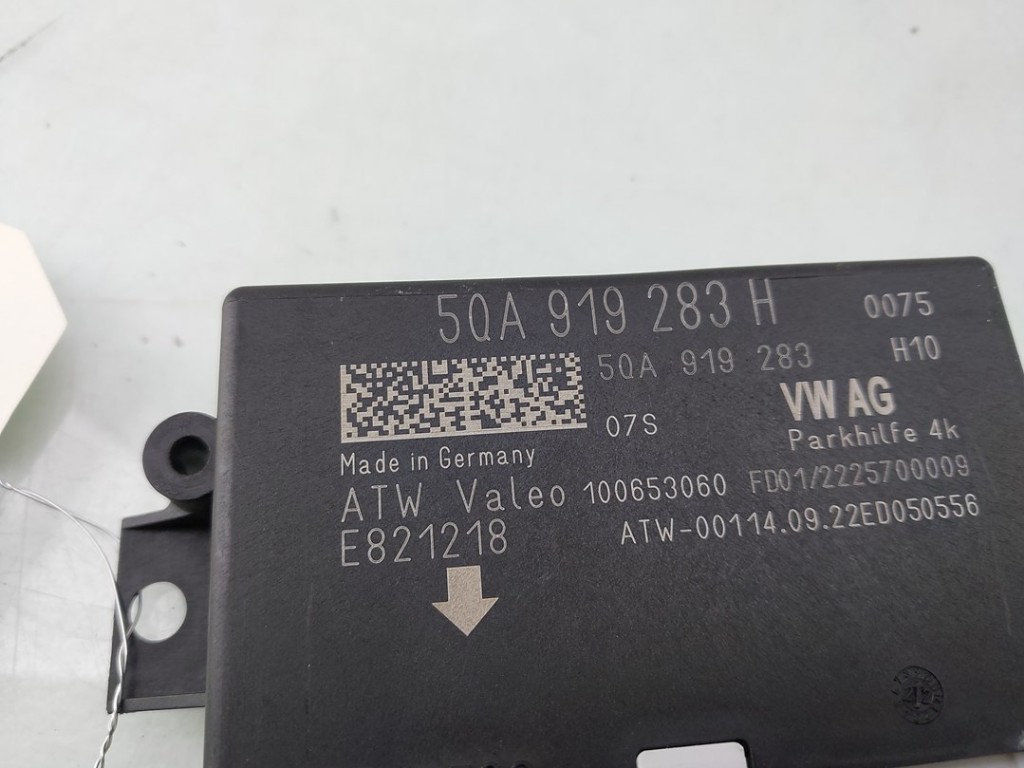 5QA 919 283 H 0075
5QA 919 283 H10
VW AG
07S
Parkhilfe 4k
Made in Germany
ATW Valeo 100653060 FD01/2225700009
E821218 ATW-00114.09.22ED050556